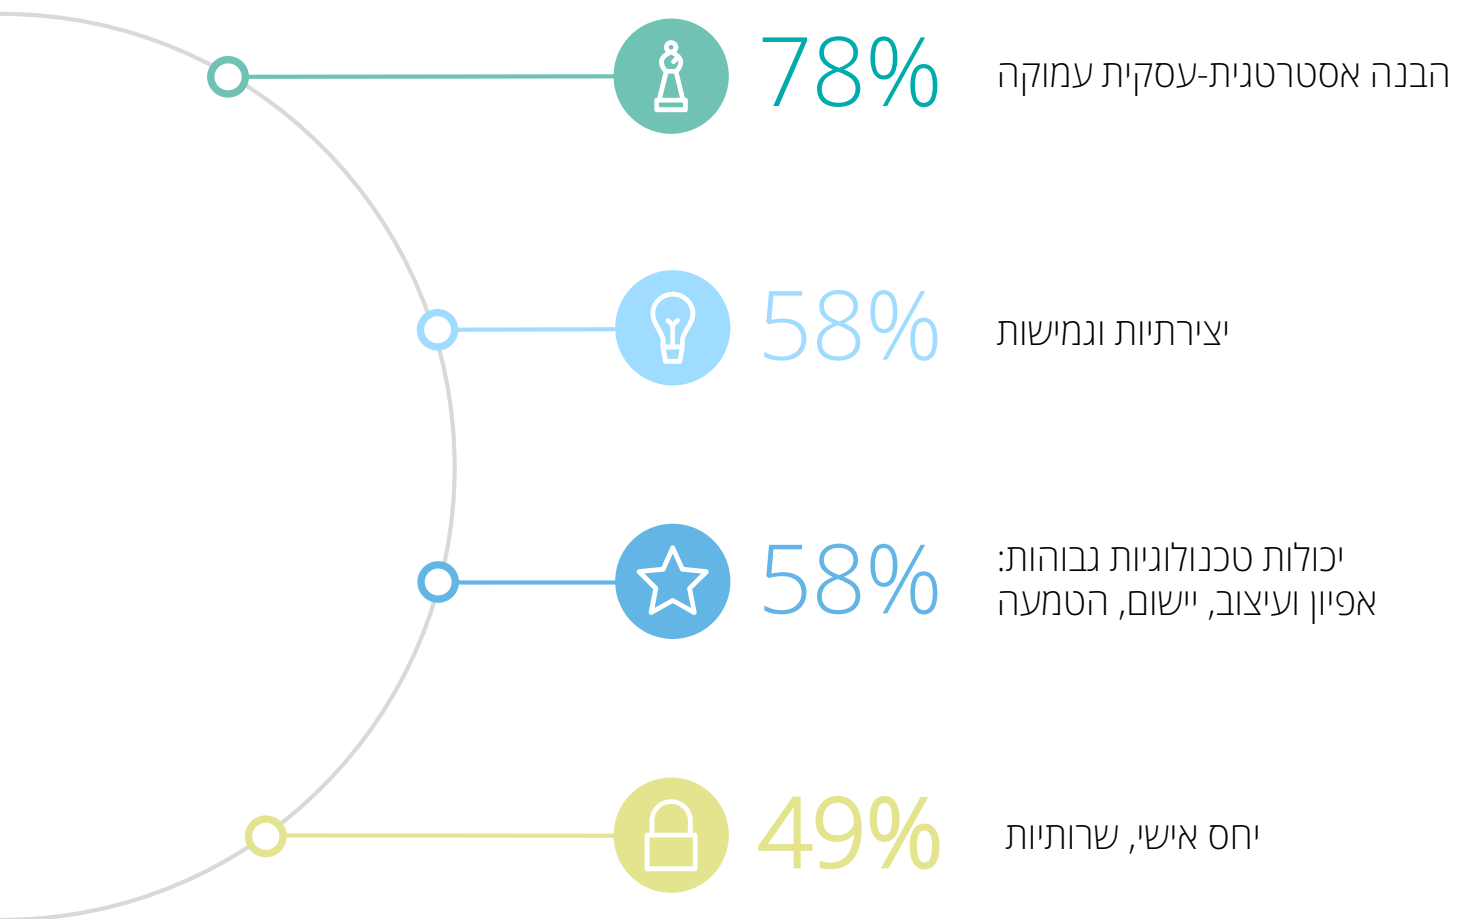 78%
הבנה אסטרטגית-עסקית עמוקה
58%
יצירתיות וגמישות
58%
יכולות טכנולוגיות גבוהות:
אפיון ועיצוב, יישום, הטמעה
49%
יחס אישי, שרותיות